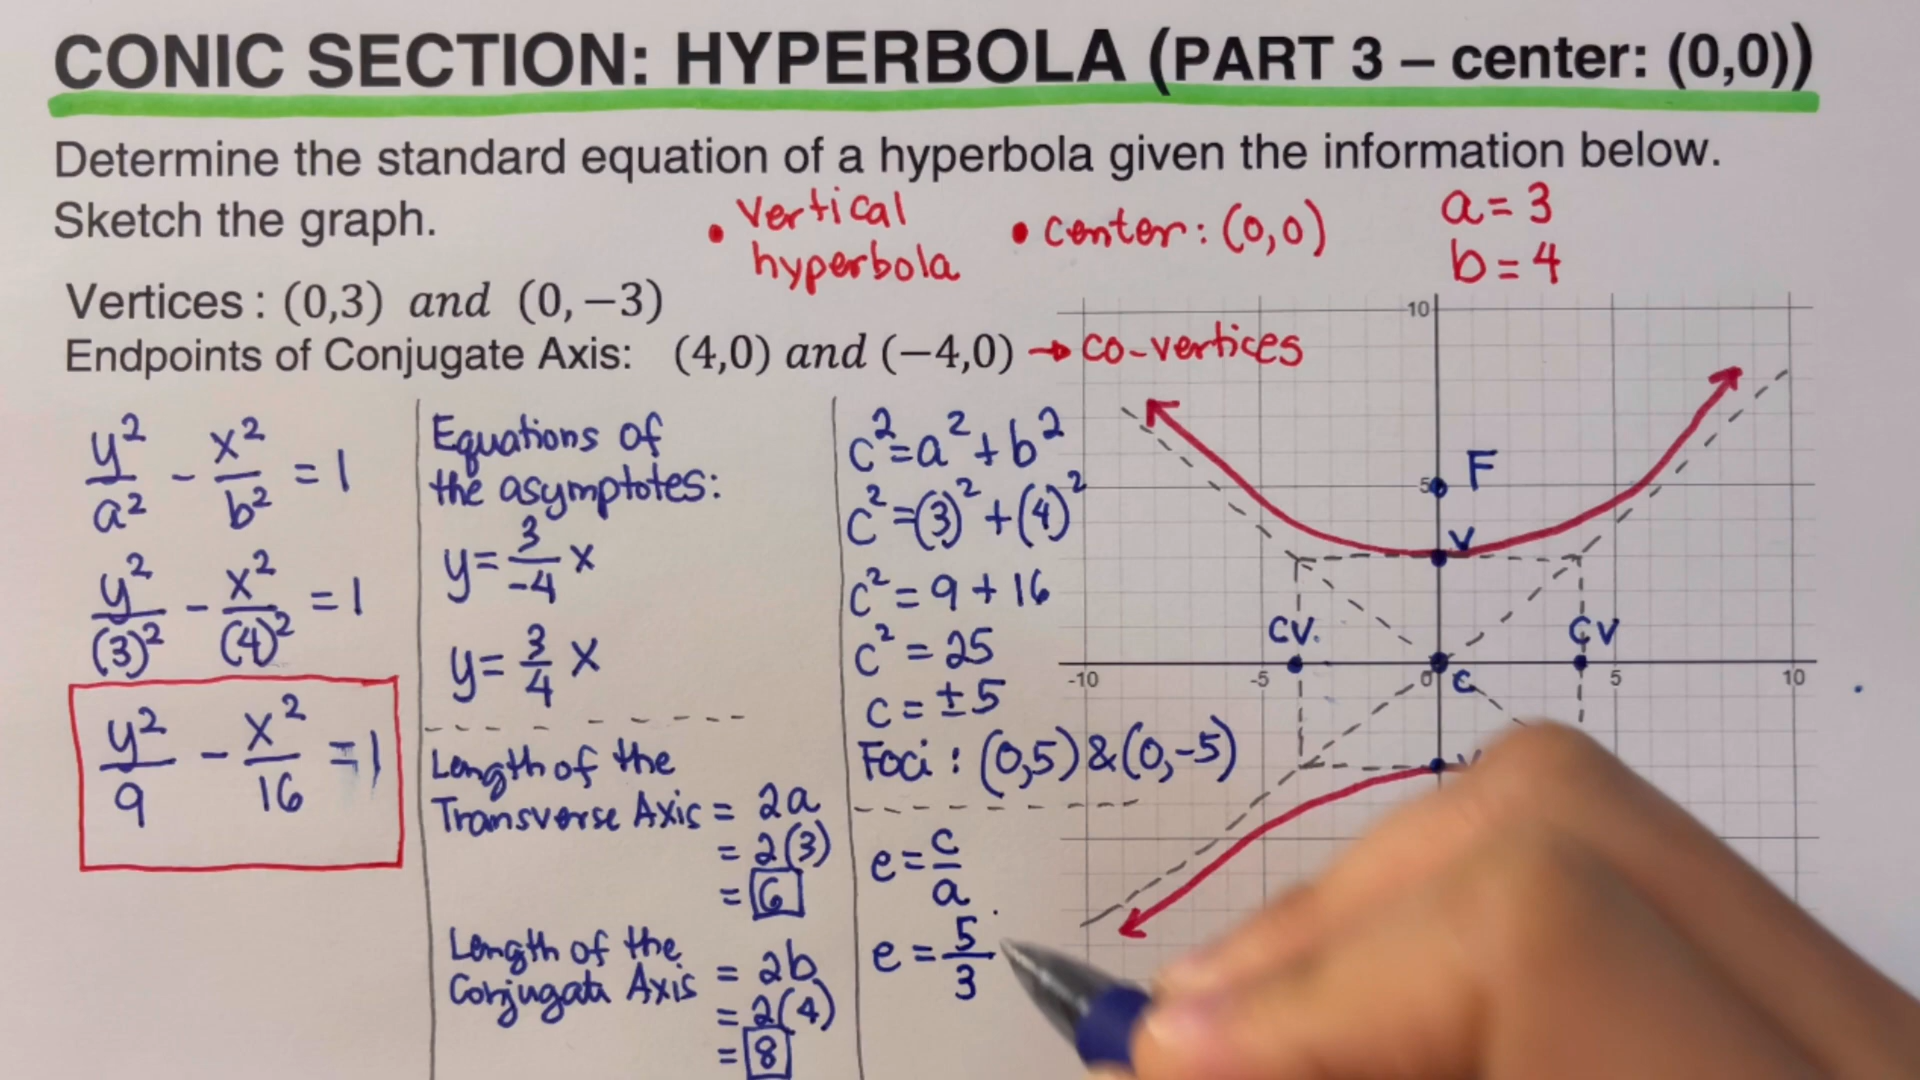 CONIC SECTION: HYPERBOLA (PART 3 – center: (0,0))
Determine the standard equation of a hyperbola given the information below.
Sketch the graph.
• vertical
hyperbola
• center: (0,0)
a = 3
b = 4
Vertices : (0,3) and (0,−3)
Endpoints of Conjugate Axis: (4,0) and (−4,0) → co-vertices
y²/a² - x²/b² = 1
y²/(3)² - x²/(4)² = 1
y²/9 - x²/16 = 1
Equations of
the asymptotes:
y = 3/-4 x
y = 3/4 x
Length of the
Transverse Axis = 2a
= 2(3)
= 6
Length of the
Conjugate Axis = 2b
= 2(4)
= 8
c² = a² + b²
c² = (3)² + (4)²
c² = 9 + 16
c² = 25
c = ±5
Foci : (0,5) & (0,-5)
e = c/a
e = 5/3
10
5 F
V
CV. CV
-10 -5 0 C 5 10